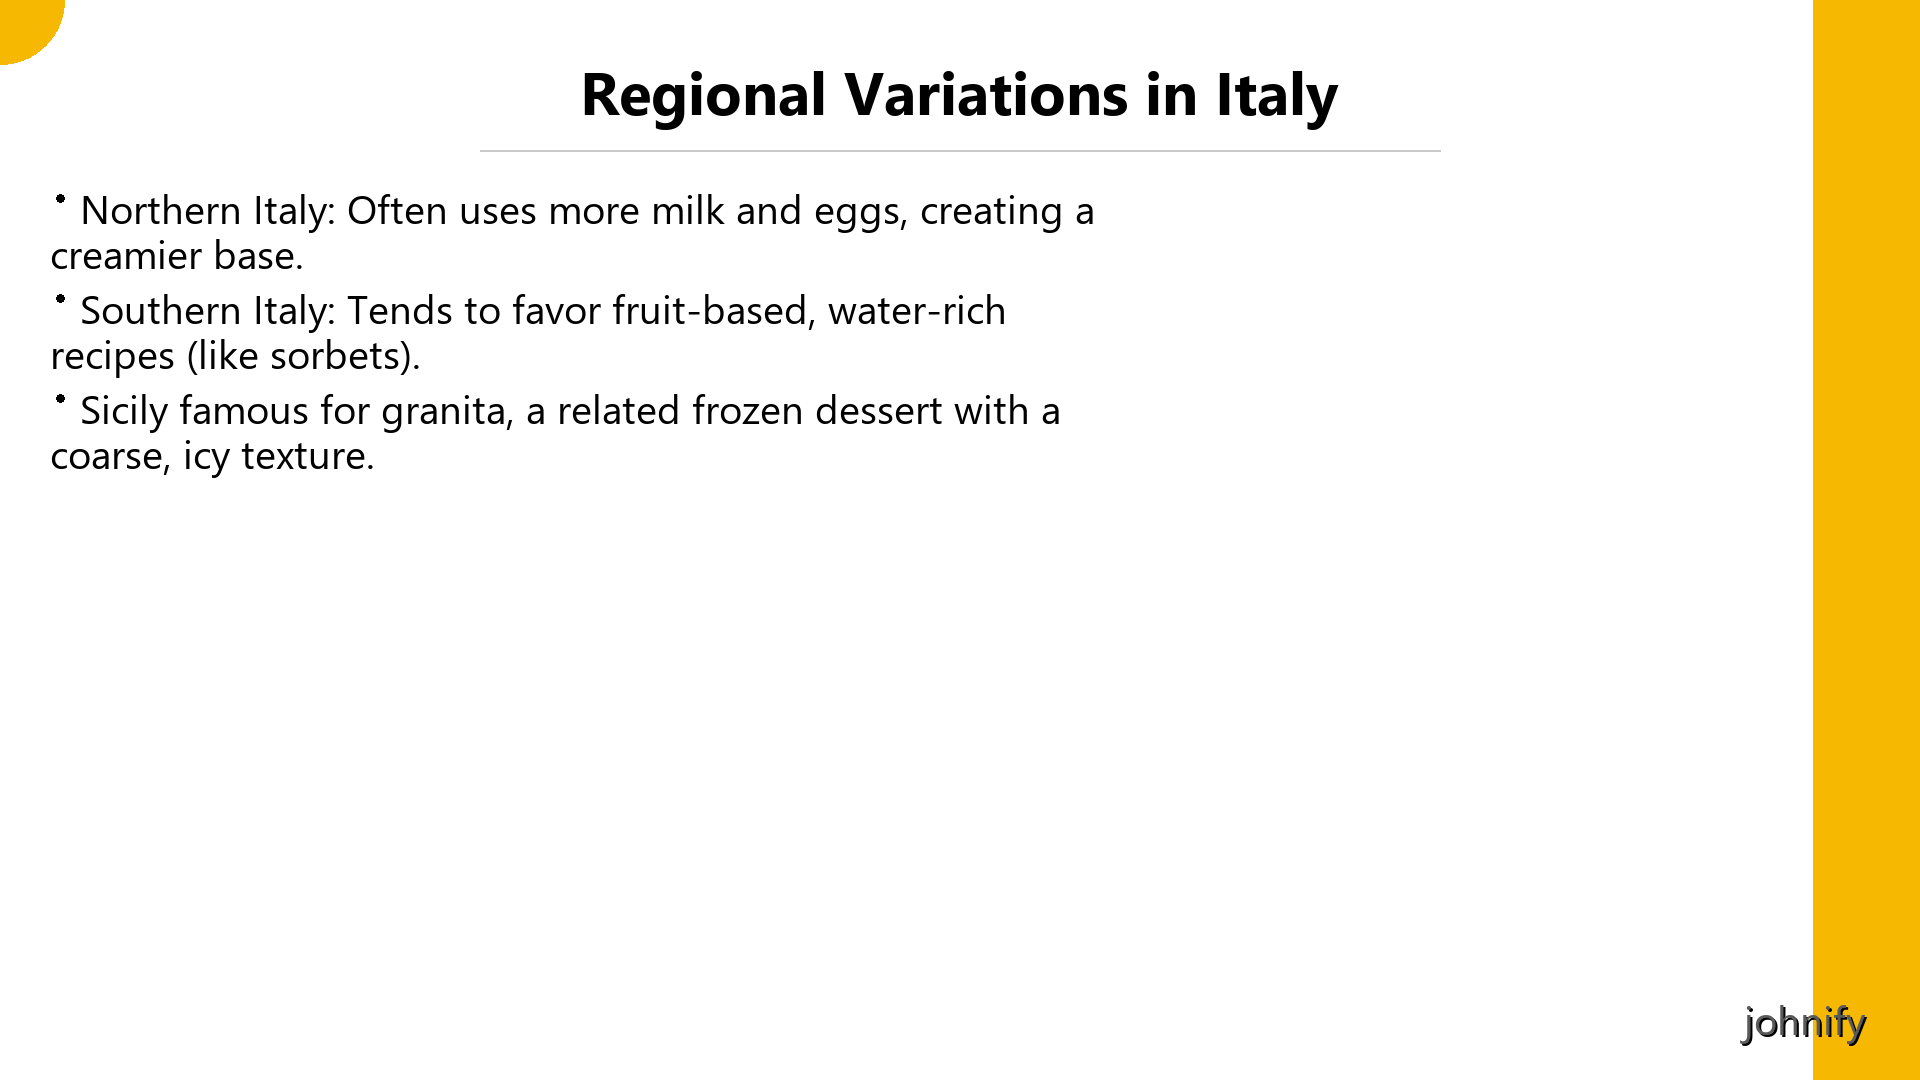 Regional Variations in Italy
• Northern Italy: Often uses more milk and eggs, creating a
creamier base.
• Southern Italy: Tends to favor fruit-based, water-rich
recipes (like sorbets).
• Sicily famous for granita, a related frozen dessert with a
coarse, icy texture.
johnify